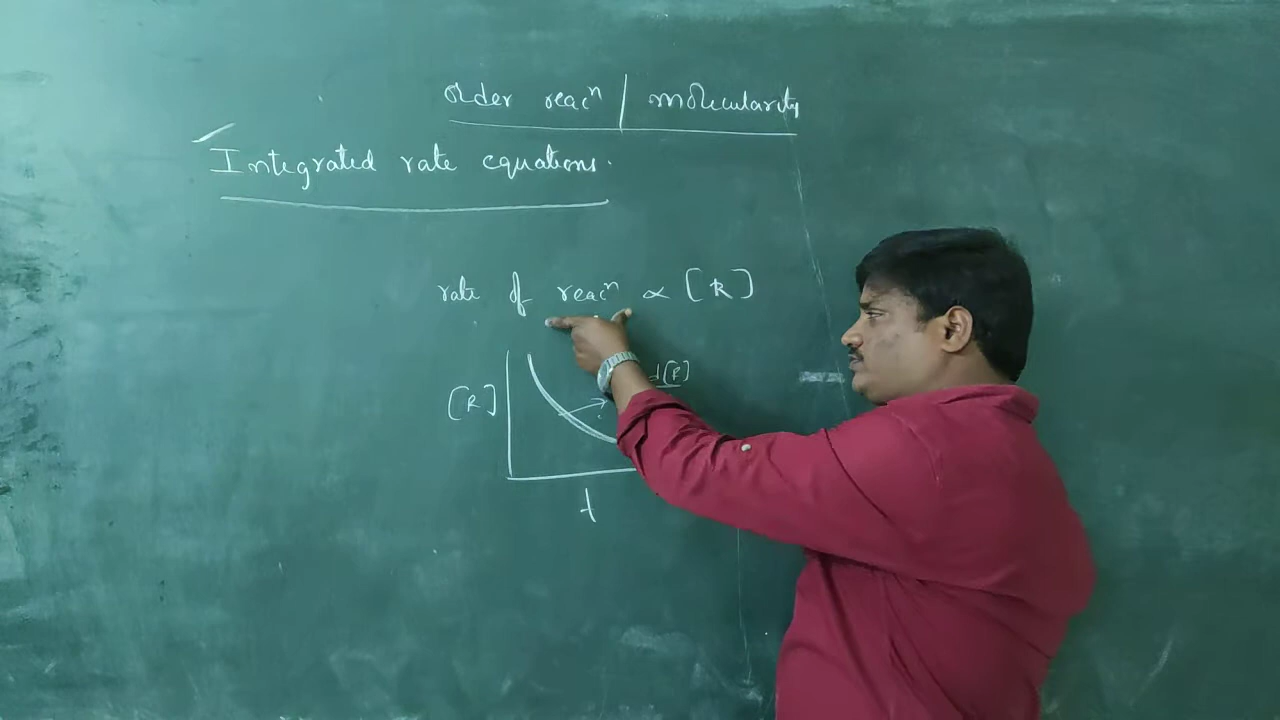 Order reacⁿ | molecularity
Integrated rate equations.
rate of reacⁿ ∝ [R]
d[R]
[R]
t